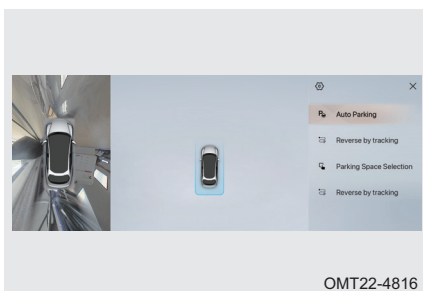 Auto Parking
Reverse by tracking
Parking Space Selection
Reverse by tracking
OMT22-4816